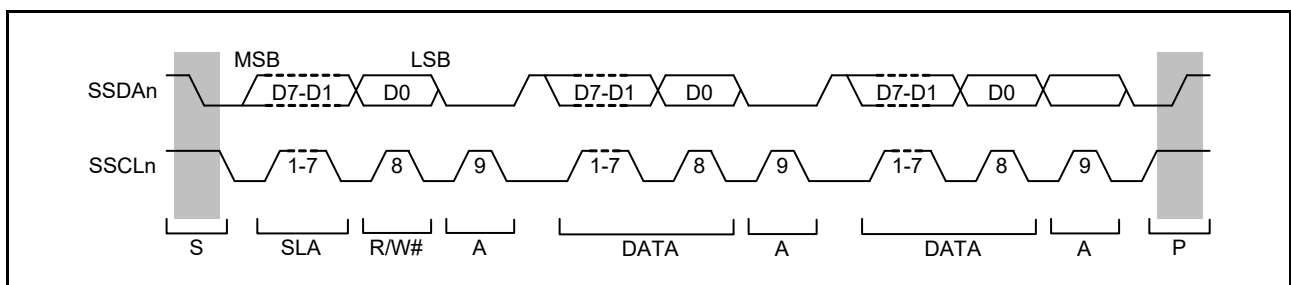 MSB LSB
SSDAn D7-D1 D0 D7-D1 D0 D7-D1 D0
SSCLn 1-7 8 9 1-7 8 9 1-7 8 9
S SLA R/W# A DATA A DATA A P